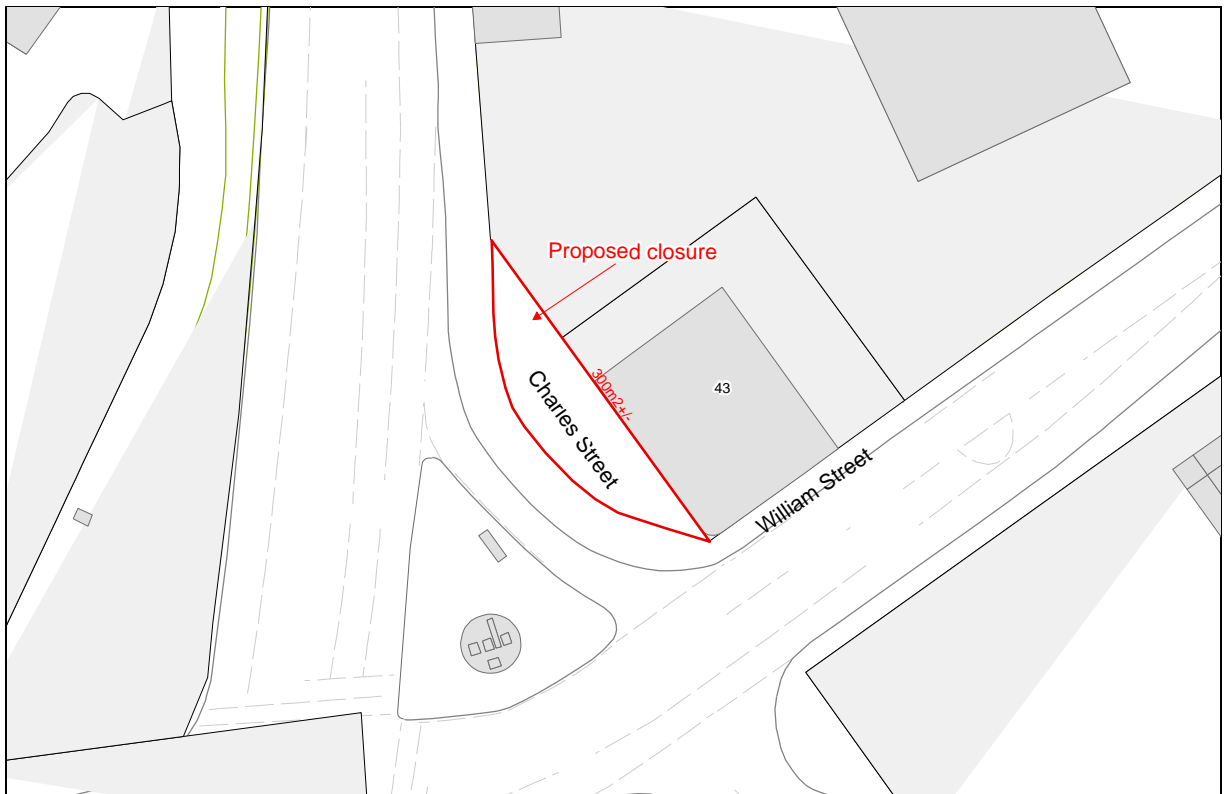 Proposed closure
300m2+/-
43
Charles Street
William Street